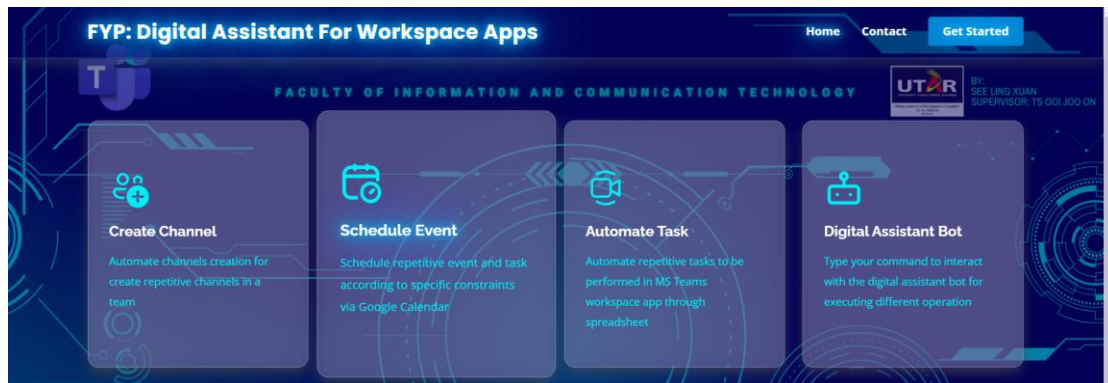 FYP: Digital Assistant For Workspace Apps
Home
Contact
Get Started
T
FACULTY OF INFORMATION AND COMMUNICATION TECHNOLOGY
UTAR
BY:
SEE LING XUAN
SUPERVISOR: TS OOI JOO ON
Create Channel
Automate channels creation for
create repetitive channels in a
team
Schedule Event
Schedule repetitive event and task
according to specific constraints
via Google Calendar
Automate Task
Automate repetitive tasks to be
performed in MS Teams
workspace app through
spreadsheet
Digital Assistant Bot
Type your command to interact
with the digital assistant bot for
executing different operation